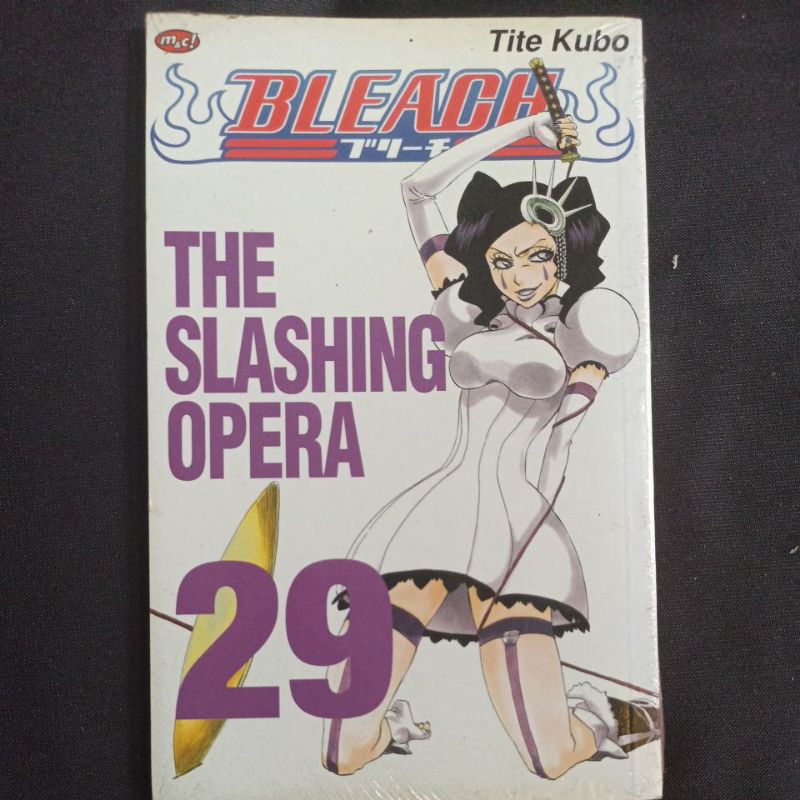 m&c!
Tite Kubo
BLEACH
ブリーチ
THE
SLASHING
OPERA
29